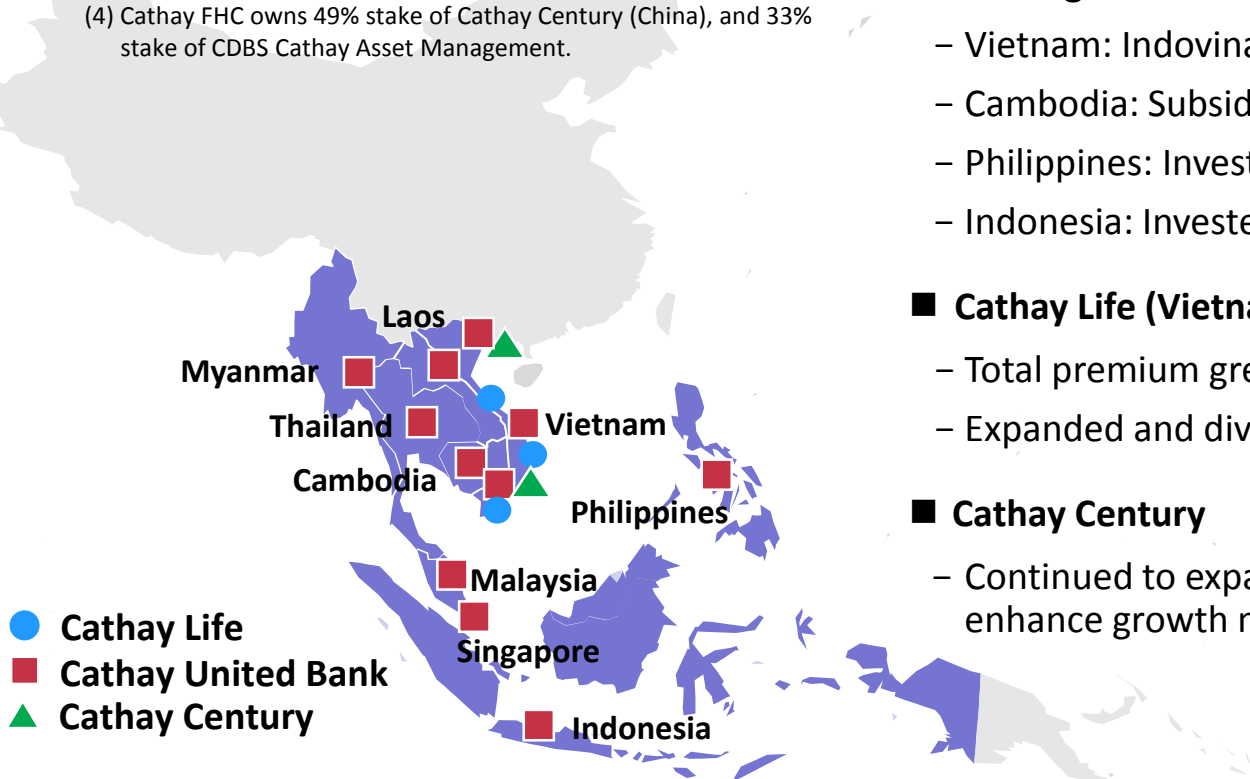 (4) Cathay FHC owns 49% stake of Cathay Century (China), and 33%
stake of CDBS Cathay Asset Management.
Laos
Myanmar
Thailand
Vietnam
Cambodia
Philippines
Malaysia
Singapore
Indonesia
Cathay Life
Cathay United Bank
Cathay Century
− Vietnam: Indovina
− Cambodia: Subsid
− Philippines: Invest
− Indonesia: Investe
■ Cathay Life (Vietna
− Total premium gre
− Expanded and div
■ Cathay Century
− Continued to expa
enhance growth